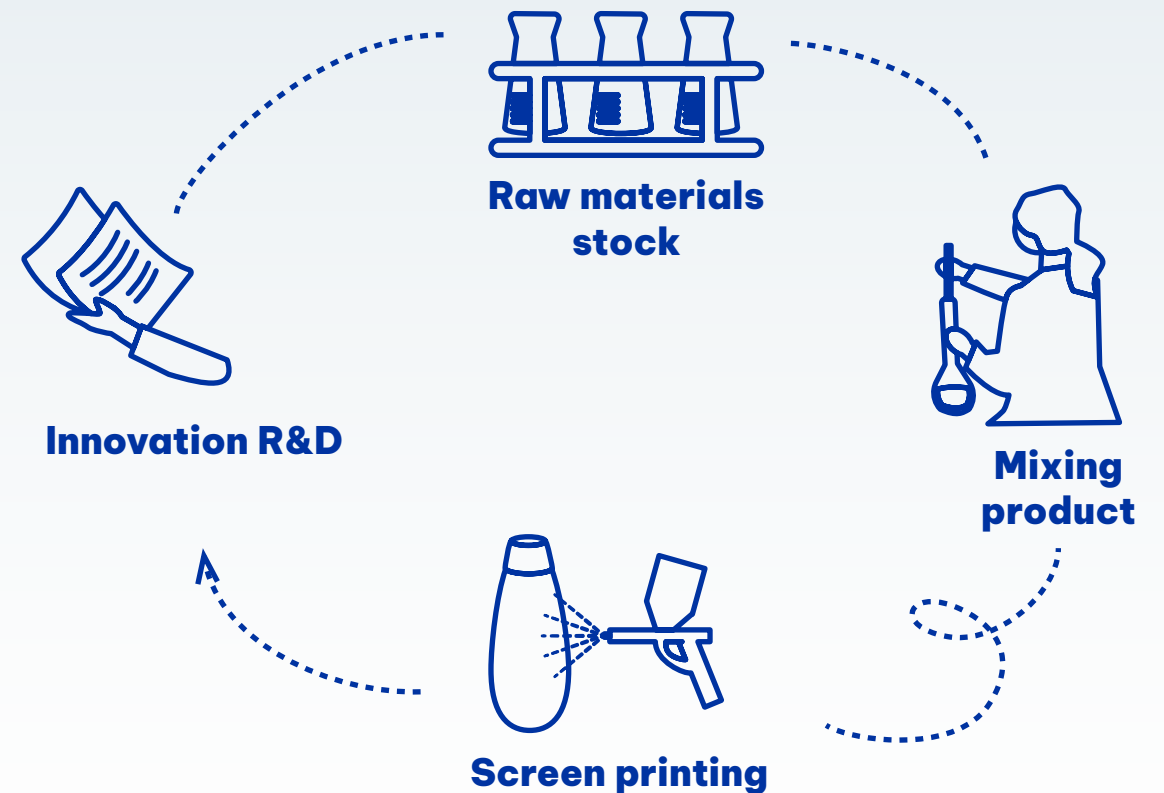 Raw materials
stock
Innovation R&D
Mixing
product
Screen printing